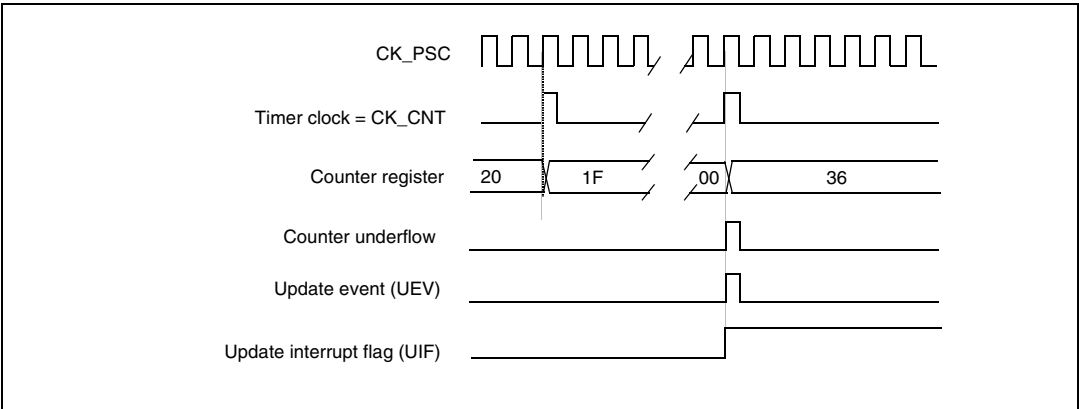 CK_PSC
Timer clock = CK_CNT
Counter register 20 1F 00 36
Counter underflow
Update event (UEV)
Update interrupt flag (UIF)